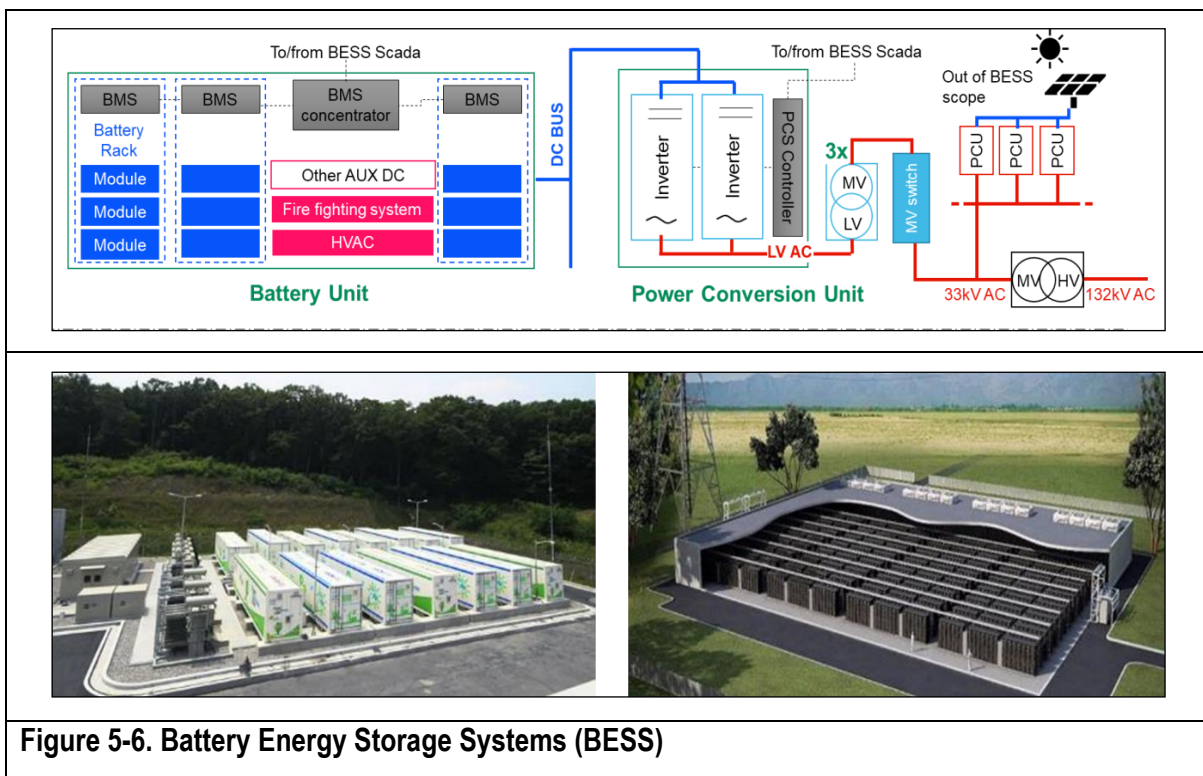 To/from BESS Scada
To/from BESS Scada
Out of BESS
scope
BMS
BMS
BMS
concentrator
BMS
Battery
Rack
Module
Module
Module
Other AUX DC
Fire fighting system
HVAC
DC BUS
Inverter
Inverter
PCS Controller
3x
MV
LV
MV switch
PCU
PCU
PCU
LV AC
33kV AC
MV
HV
132kV AC
Battery Unit
Power Conversion Unit
Figure 5-6. Battery Energy Storage Systems (BESS)